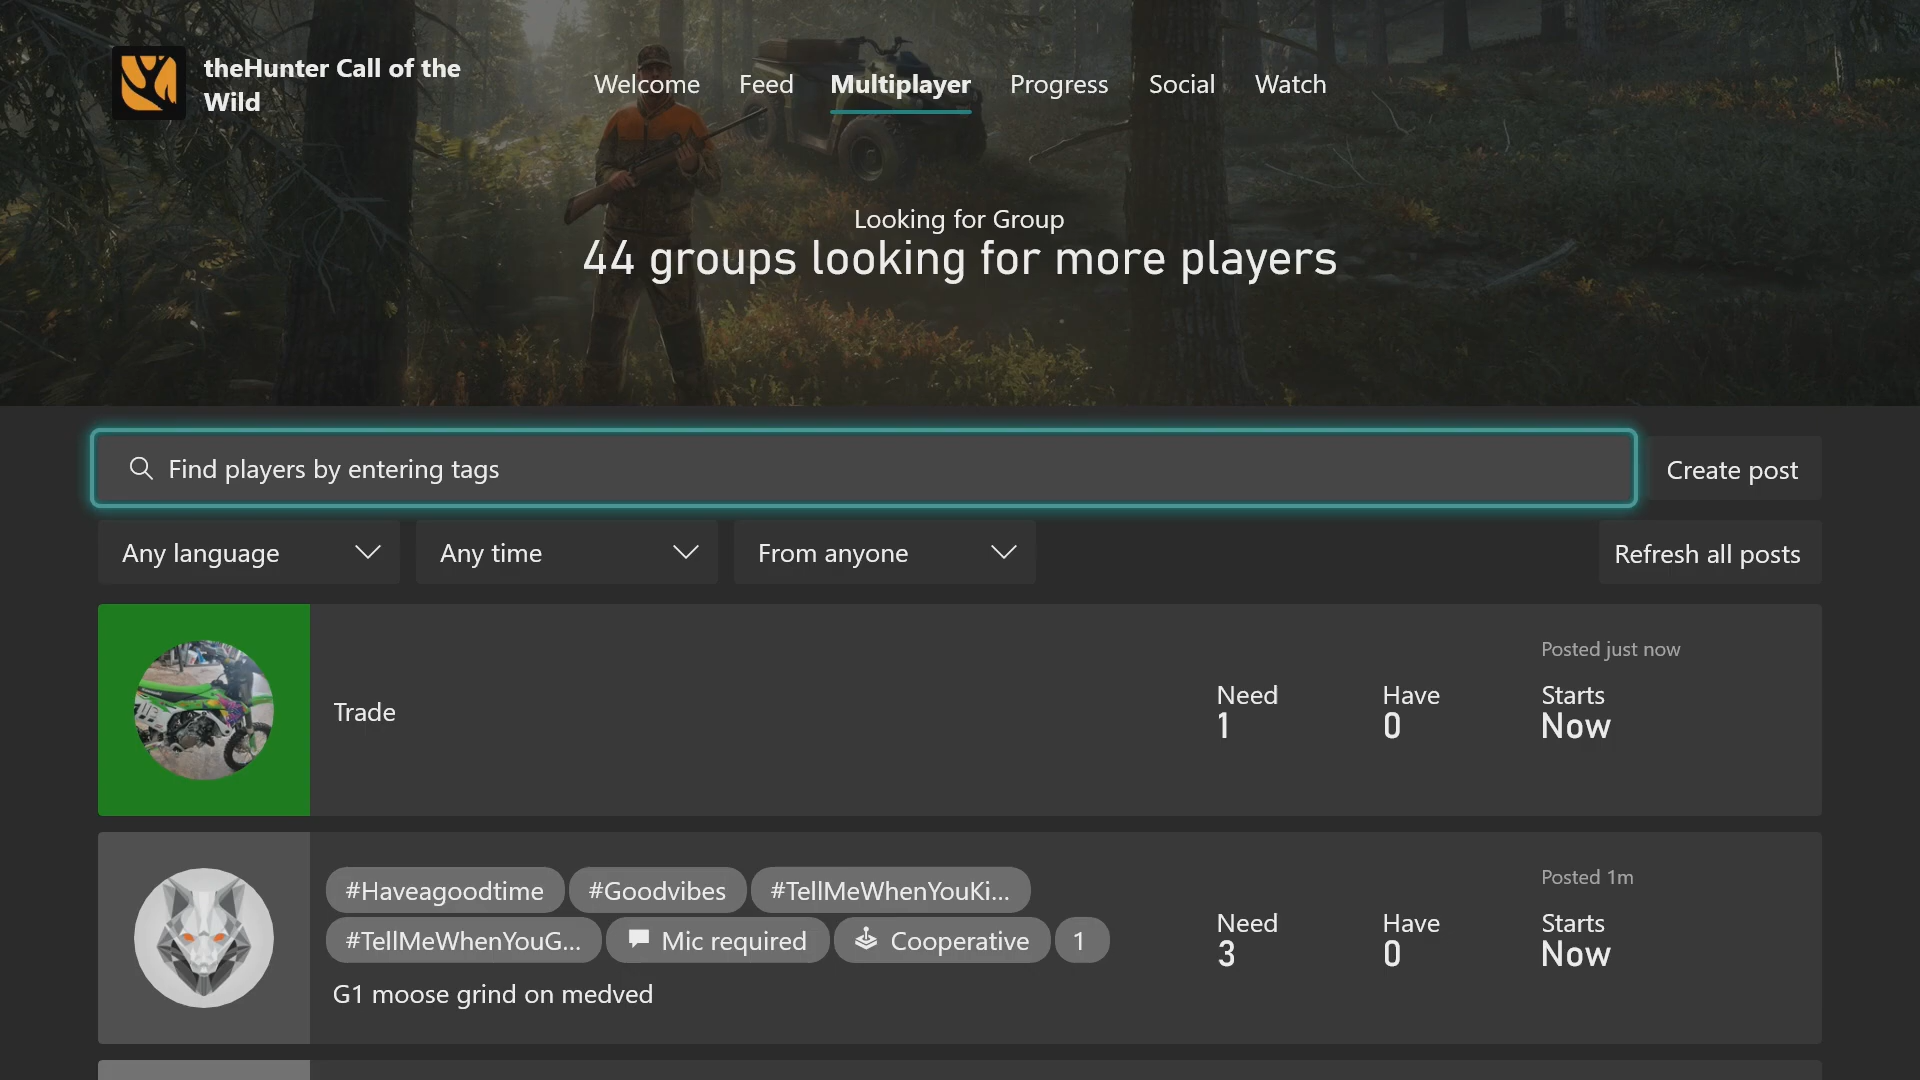 theHunter Call of the
Wild
Welcome Feed Multiplayer Progress Social Watch
Looking for Group
44 groups looking for more players
Find players by entering tags
Create post
Any language Any time From anyone Refresh all posts
Posted just now
Trade
Need Have Starts
1 0 Now
Posted 1m
#Haveagoodtime #Goodvibes #TellMeWhenYouKi...
#TellMeWhenYouG... Mic required Cooperative 1
Need Have Starts
3 0 Now
G1 moose grind on medved